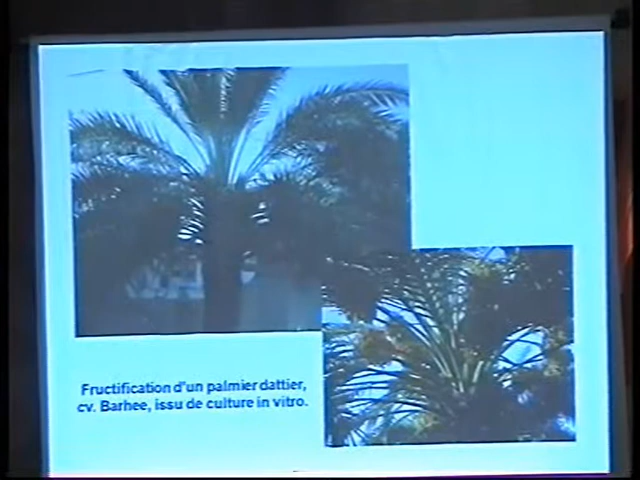 Fructification d'un palmier dattier,
cv. Barhee, issu de culture in vitro.